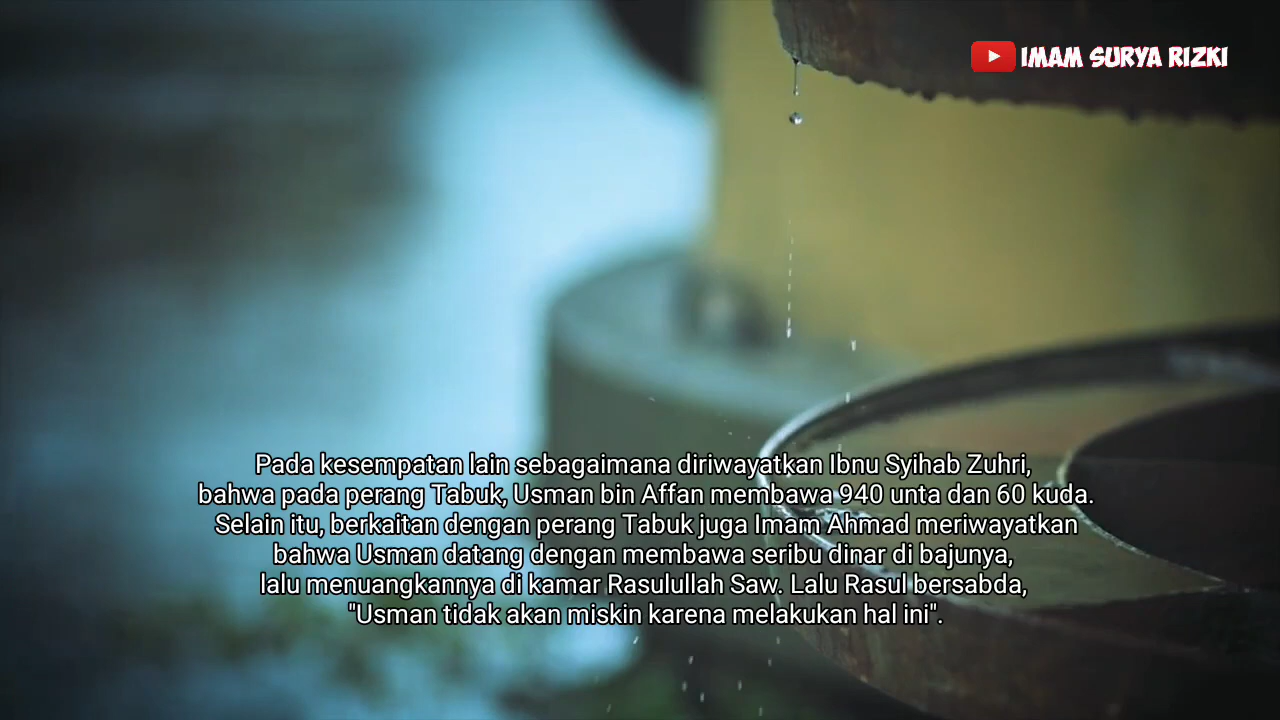 IMAM SURYA RIZKI
Pada kesempatan lain sebagaimana diriwayatkan Ibnu Syihab Zuhri,
bahwa pada perang Tabuk, Usman bin Affan membawa 940 unta dan 60 kuda.
Selain itu, berkaitan dengan perang Tabuk juga Imam Ahmad meriwayatkan
bahwa Usman datang dengan membawa seribu dinar di bajunya,
lalu menuangkannya di kamar Rasulullah Saw. Lalu Rasul bersabda,
"Usman tidak akan miskin karena melakukan hal ini".